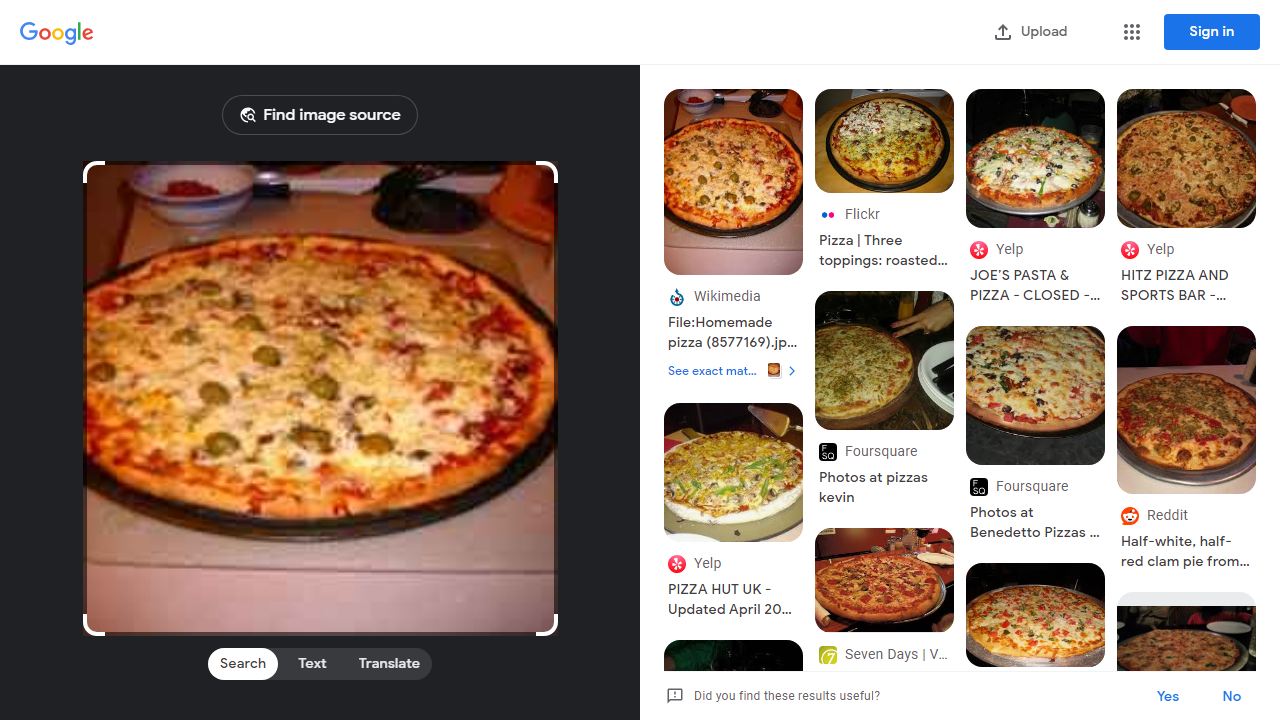 Google
Upload
Sign in
Find image source
Search
Text
Translate
Wikimedia
File:Homemade
pizza (8577169).jp...
See exact mat...
Yelp
PIZZA HUT UK -
Updated April 20...
Flickr
Pizza | Three
toppings: roasted...
Foursquare
Photos at pizzas
kevin
Seven Days | V...
Yelp
JOE'S PASTA &
PIZZA - CLOSED -...
Foursquare
Photos at
Benedetto Pizzas ...
Yelp
HITZ PIZZA AND
SPORTS BAR -...
Reddit
Half-white, half-
red clam pie from...
Did you find these results useful?
Yes
No